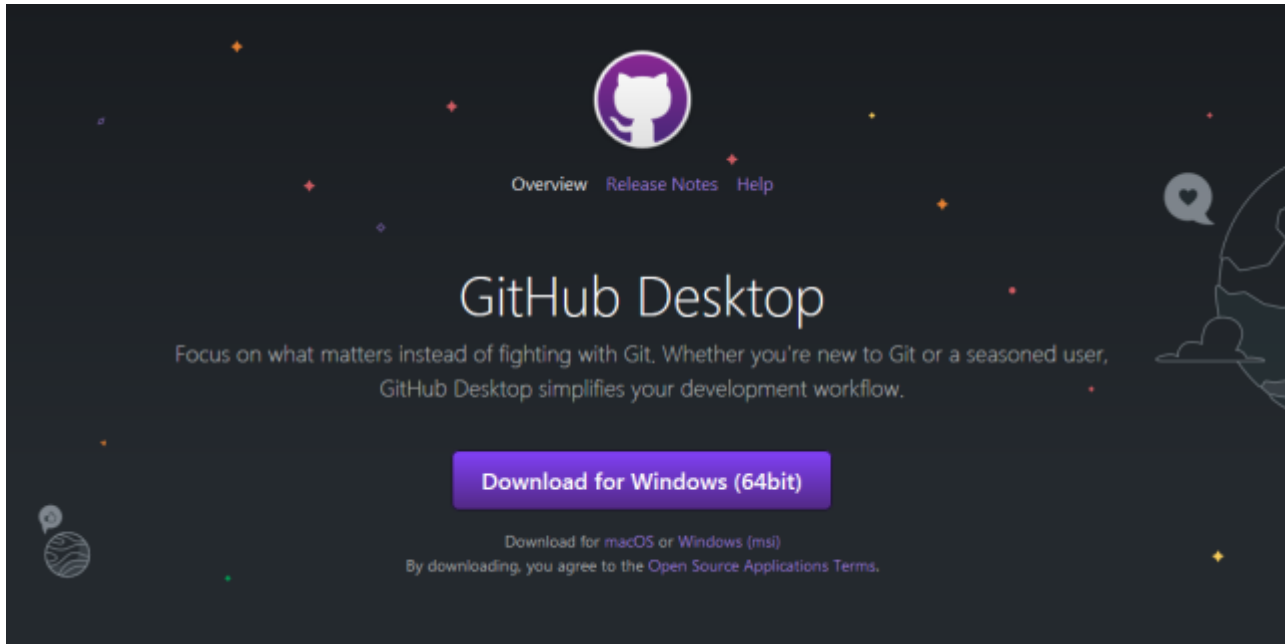 Overview Release Notes Help
GitHub Desktop
Focus on what matters instead of fighting with Git. Whether you're new to Git or a seasoned user,
GitHub Desktop simplifies your development workflow.
Download for Windows (64bit)
Download for macOS or Windows (msi)
By downloading, you agree to the Open Source Applications Terms.